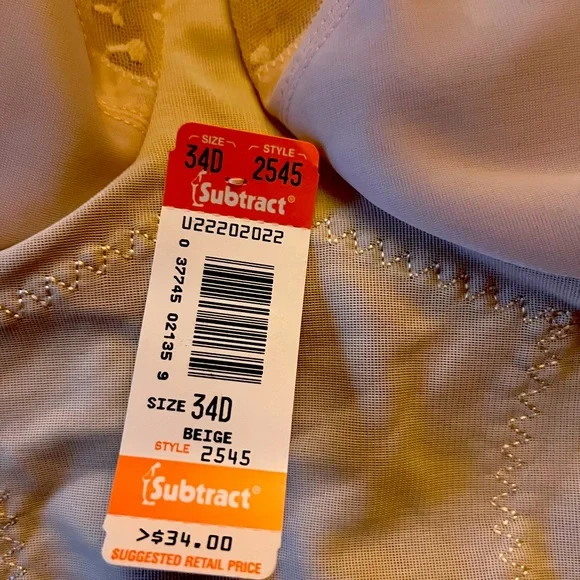 SIZE STYLE
34D 2545
Subtract®
U22202022
0 37745 02135 9
SIZE 34D
BEIGE
STYLE 2545
Subtract®
>$34.00
SUGGESTED RETAIL PRICE